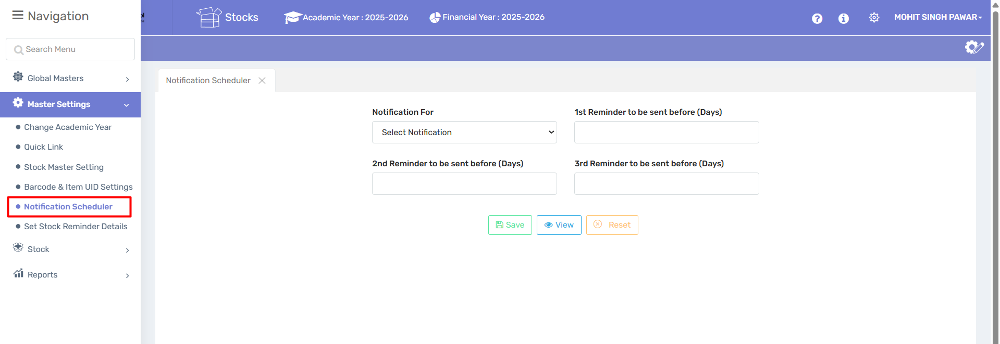 Navigation
Stocks
Academic Year : 2025-2026
Financial Year : 2025-2026
MOHIT SINGH PAWAR
Search Menu
Global Masters
Master Settings
Change Academic Year
Quick Link
Stock Master Setting
Barcode & Item UID Settings
Notification Scheduler
Set Stock Reminder Details
Stock
Reports
Notification Scheduler
Notification For
1st Reminder to be sent before (Days)
Select Notification
2nd Reminder to be sent before (Days)
3rd Reminder to be sent before (Days)
Save
View
Reset